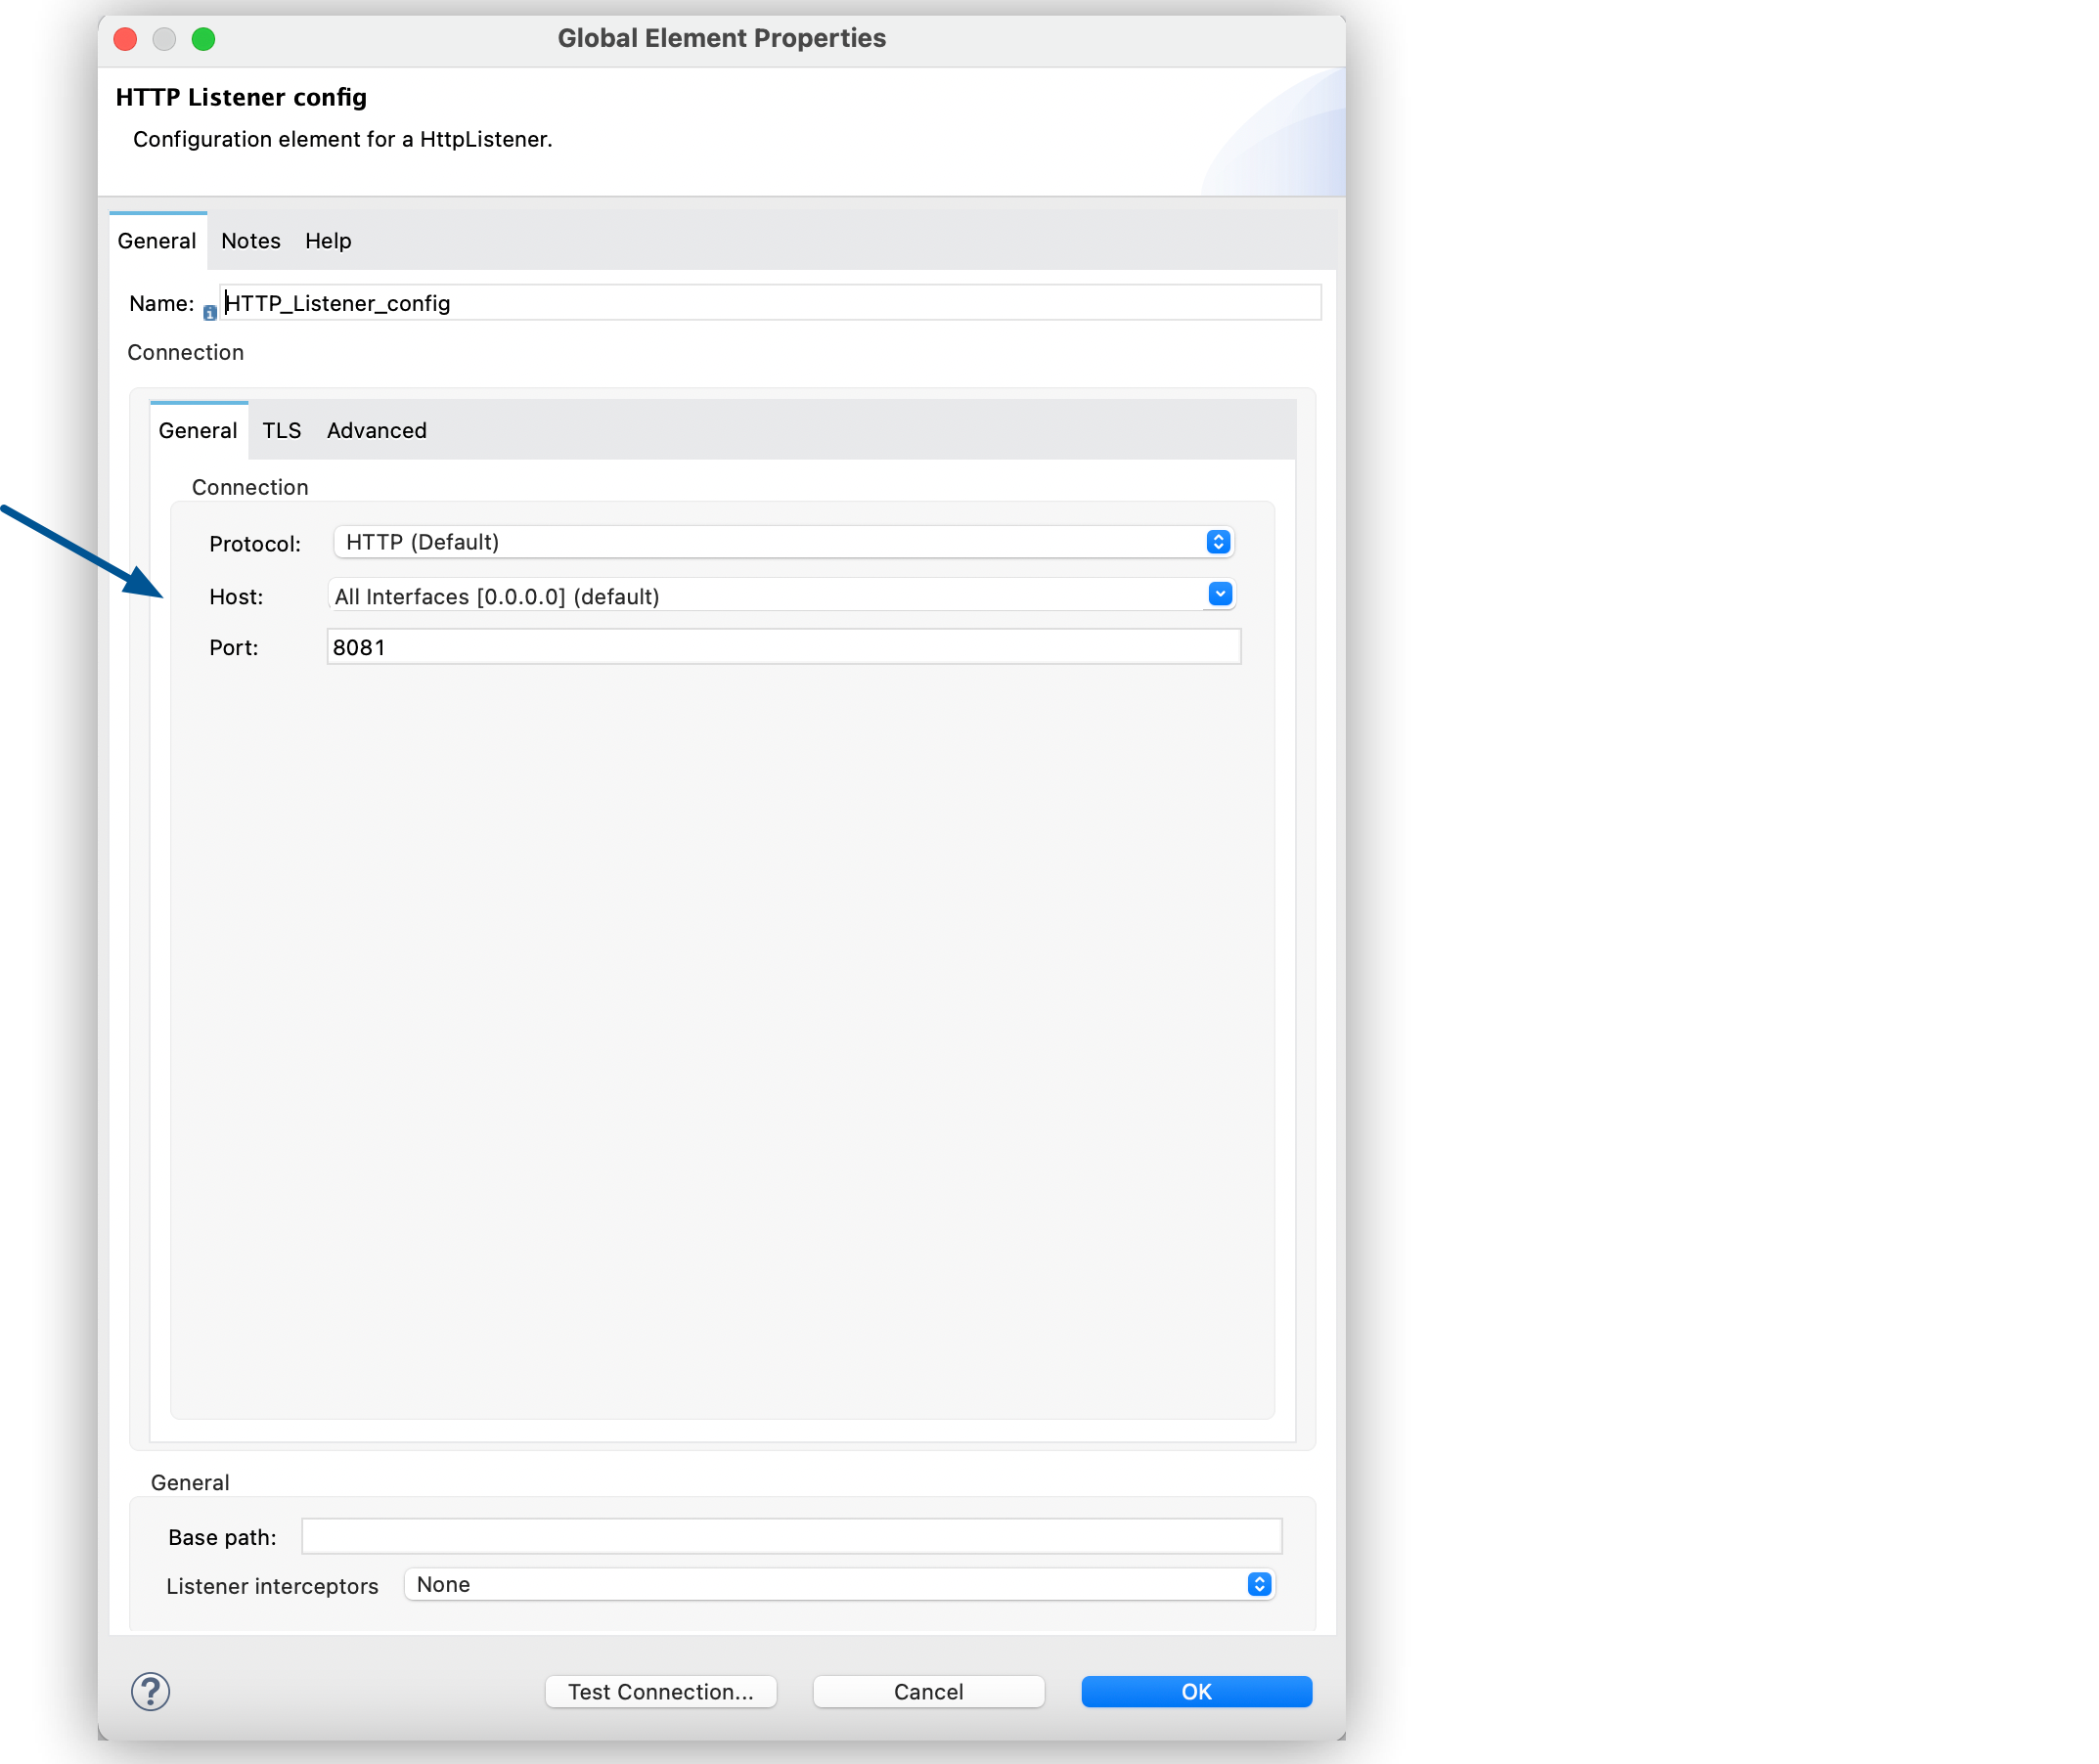 Global Element Properties
HTTP Listener config
Configuration element for a HttpListener.
General Notes Help
Name: HTTP_Listener_config
Connection
General TLS Advanced
Connection
Protocol: HTTP (Default)
Host: All Interfaces [0.0.0.0] (default)
Port: 8081
General
Base path:
Listener interceptors None
? Test Connection... Cancel OK